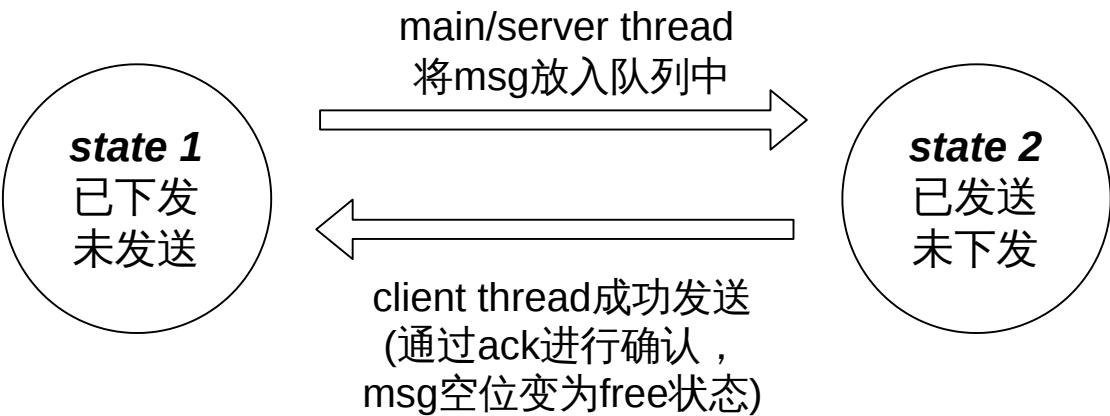 main/server thread
将msg放入队列中
state 1
已下发
未发送
state 2
已发送
未下发
client thread成功发送
(通过ack进行确认，
msg空位变为free状态)